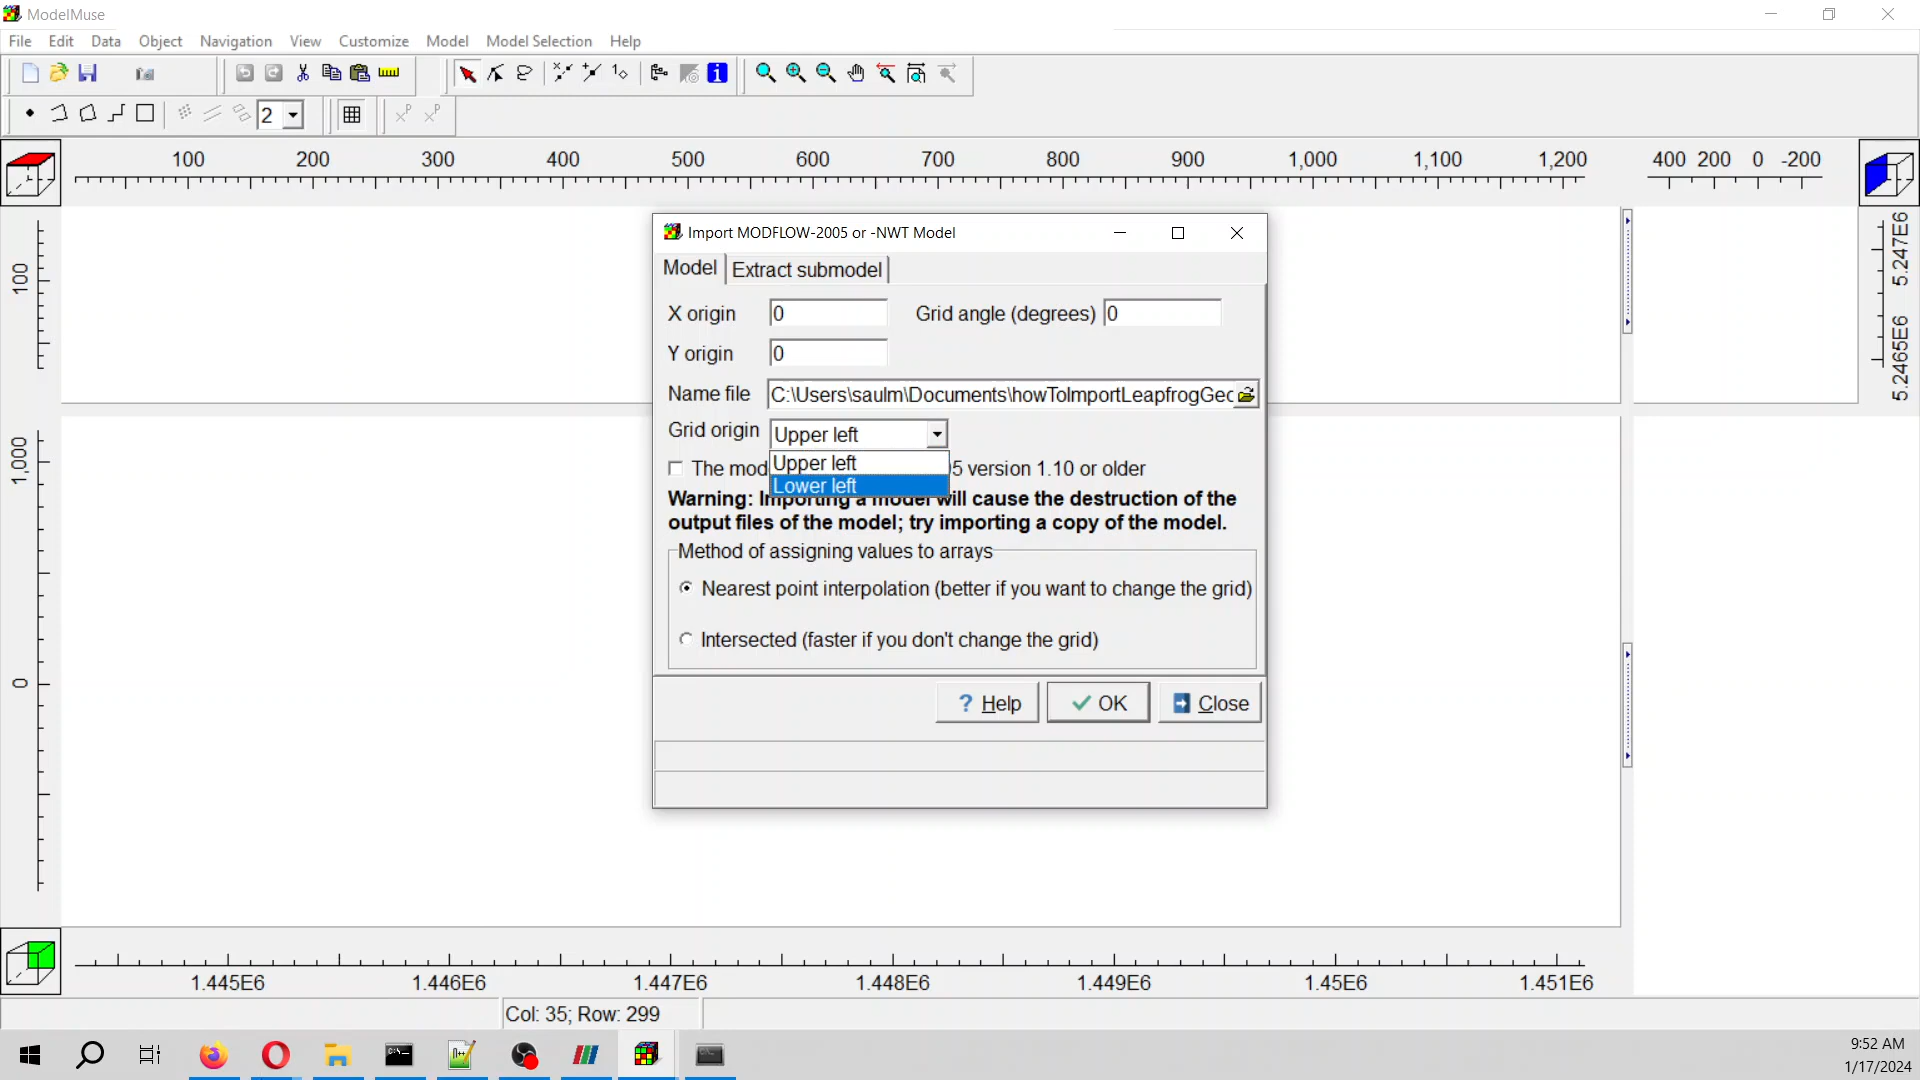 ModelMuse
File Edit Data Object Navigation View Customize Model Model Selection Help
2
100 200 300 400 500 600 700 800 900 1,000 1,100 1,200 400 200 0 -200
100
5.247E6
5.2465E6
Import MODFLOW-2005 or -NWT Model
Model Extract submodel
X origin 0 Grid angle (degrees) 0
Y origin 0
Name file C:\Users\saulm\Documents\howToImportLeapfrogGec
Grid origin Upper left
Upper left
Lower left
The mod 5 version 1.10 or older
Warning: Importing a model will cause the destruction of the
output files of the model; try importing a copy of the model.
Method of assigning values to arrays
Nearest point interpolation (better if you want to change the grid)
Intersected (faster if you don't change the grid)
? Help OK Close
1,000
0
1.445E6 1.446E6 1.447E6 1.448E6 1.449E6 1.45E6 1.451E6
Col: 35; Row: 299
9:52 AM
1/17/2024